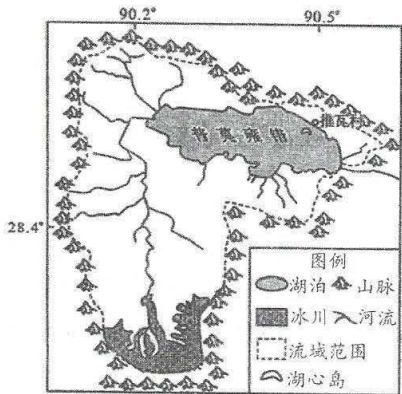 90.2°
90.5°
推瓦村
普莫雍错
28.4°
图例
湖泊
山脉
冰川
河流
流域范围
湖心岛